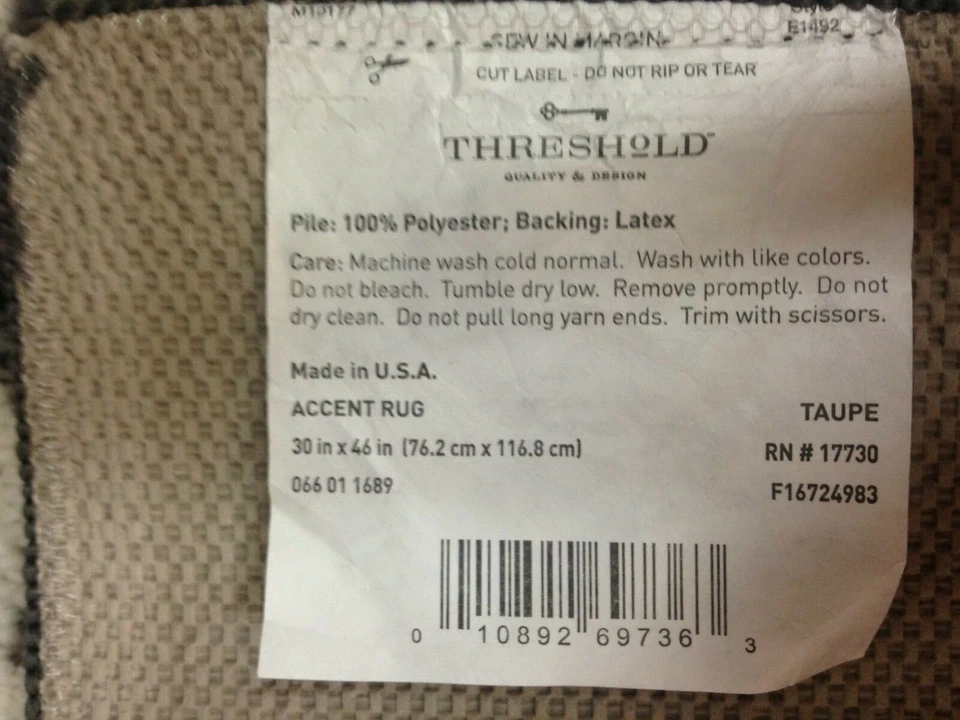 Style
E1492
SEW IN MARGIN
CUT LABEL - DO NOT RIP OR TEAR
THRESHOLD™
QUALITY & DESIGN
Pile: 100% Polyester; Backing: Latex
Care: Machine wash cold normal. Wash with like colors.
Do not bleach. Tumble dry low. Remove promptly. Do not
dry clean. Do not pull long yarn ends. Trim with scissors.
Made in U.S.A.
ACCENT RUG TAUPE
30 in x 46 in (76.2 cm x 116.8 cm) RN # 17730
066 01 1689 F16724983
0 10892 69736 3